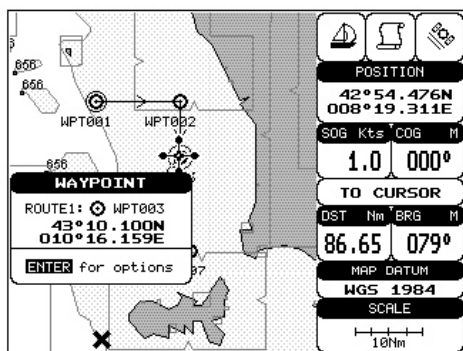 656
656
WPT001 WPT002
656
WAYPOINT
ROUTE1: WPT003
43°10.100N
010°16.159E
ENTER for options
07
POSITION
42°54.476N
008°19.311E
SOG Kts COG M
1.0 000°
TO CURSOR
DST Nm BRG M
86.65 079°
MAP DATUM
WGS 1984
SCALE
10Nm